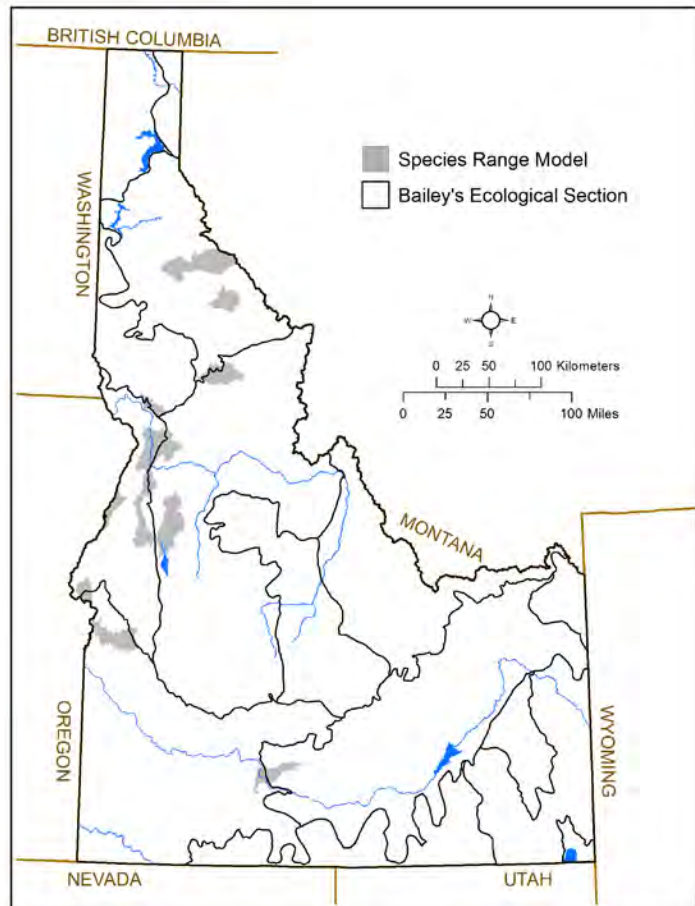 BRITISH COLUMBIA
WASHINGTON
Species Range Model
Bailey's Ecological Section
N
W E
S
0 25 50 100 Kilometers
0 25 50 100 Miles
MONTANA
OREGON
WYOMING
NEVADA
UTAH